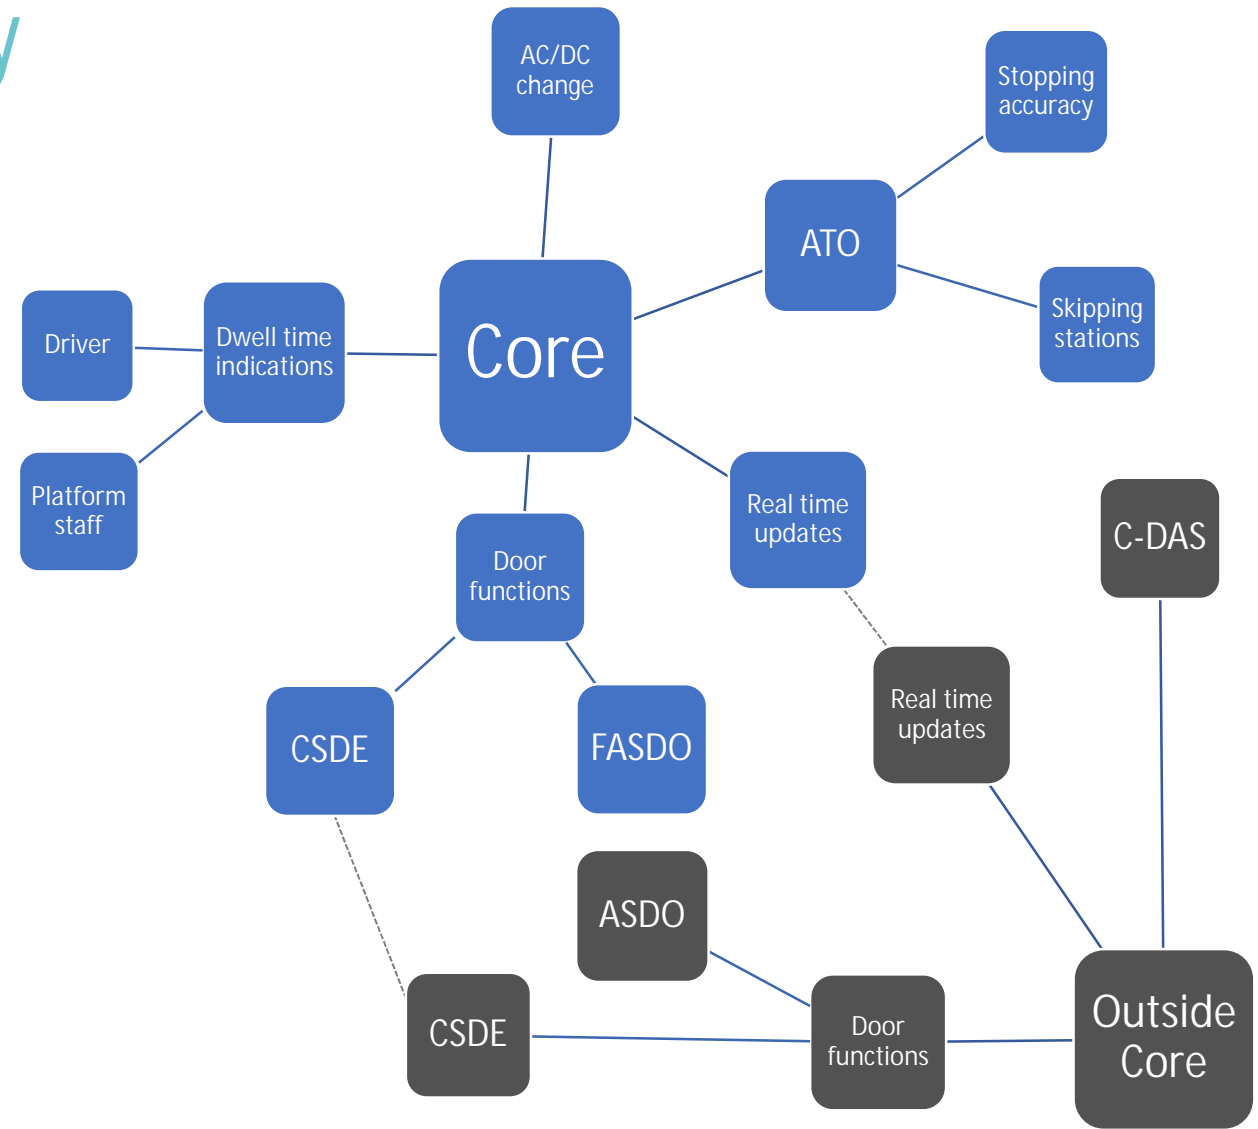 AC/DC
change
Stopping
accuracy
ATO
Skipping
stations
Core
Dwell time
indications
Driver
Platform
staff
Real time
updates
Door
functions
CSDE
FASDO
C-DAS
Real time
updates
ASDO
CSDE
Door
functions
Outside
Core